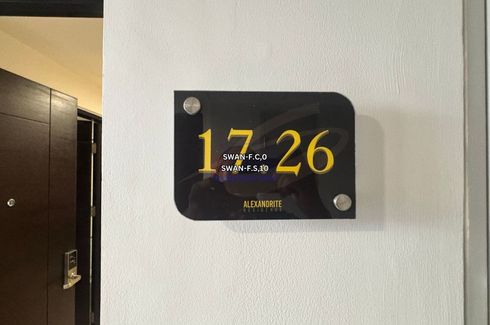 17 26
SWAN-F.C,0
SWAN-F.S,10
ALEXANDRITE
RESIDENCE